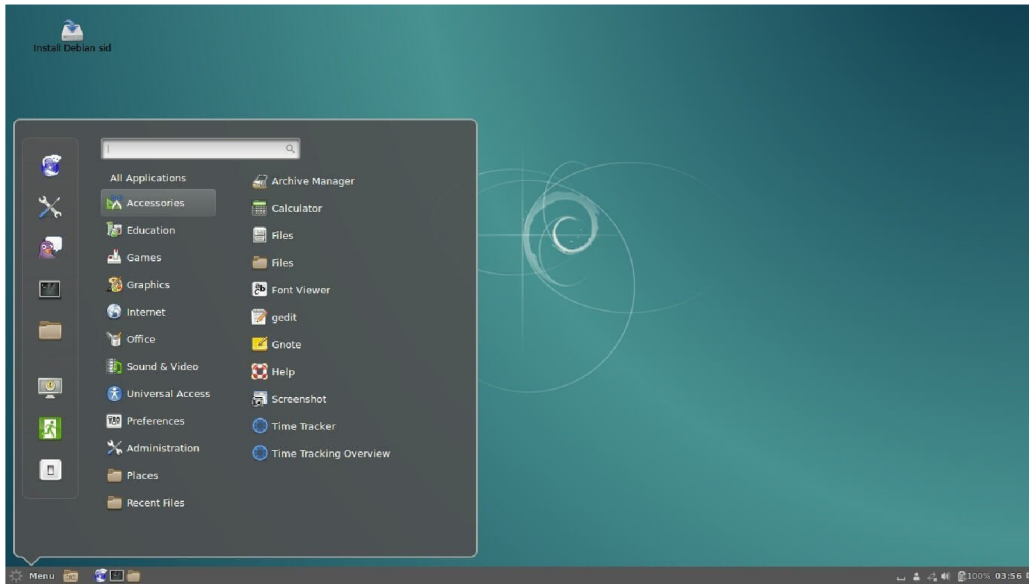 Install Debian sid
All Applications
Accessories
Education
Games
Graphics
Internet
Office
Sound & Video
Universal Access
Preferences
Administration
Places
Recent Files
Archive Manager
Calculator
Files
Files
Font Viewer
gedit
Gnote
Help
Screenshot
Time Tracker
Time Tracking Overview
Menu
100% 03:56